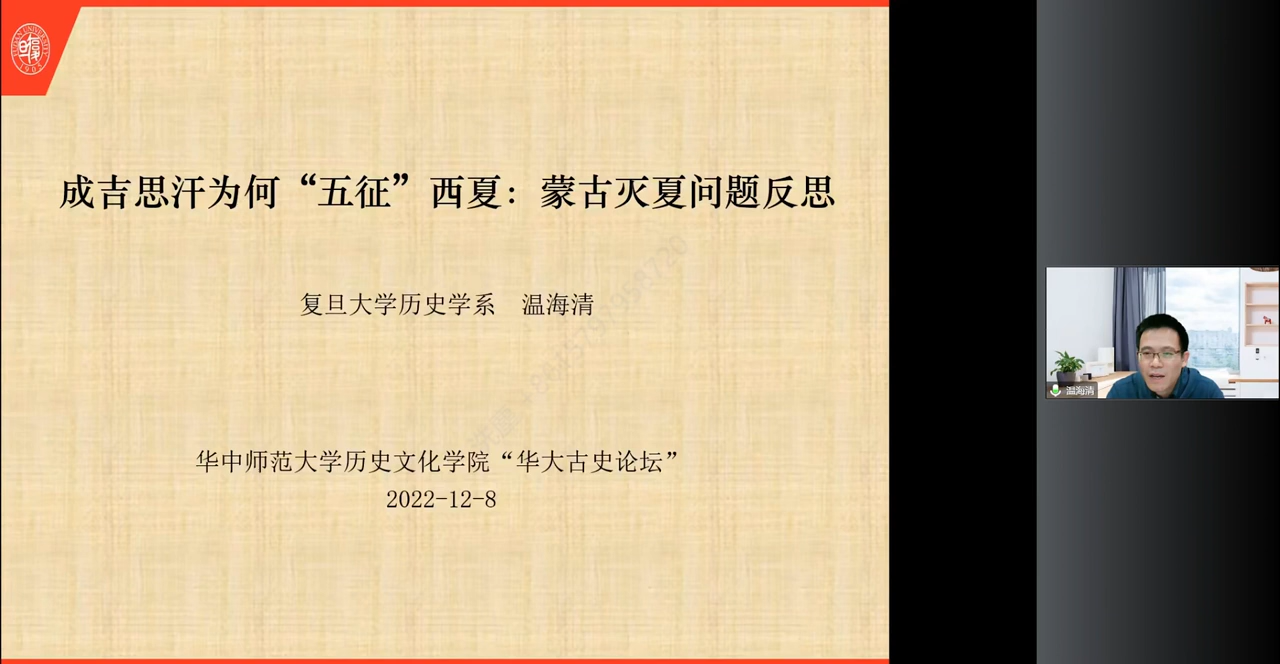 成吉思汗为何“五征”西夏：蒙古灭夏问题反思
复旦大学历史学系　温海清
华中师范大学历史文化学院“华大古史论坛”
2022-12-8
温海清